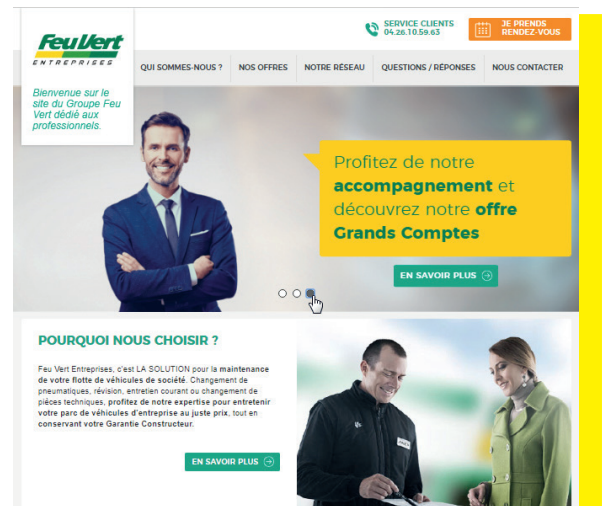 SERVICE CLIENTS
04.26.10.59.63
JE PRENDS
RENDEZ-VOUS
Feu Vert
ENTREPRISES
QUI SOMMES-NOUS ?
NOS OFFRES
NOTRE RÉSEAU
QUESTIONS / RÉPONSES
NOUS CONTACTER
Bienvenue sur le
site du Groupe Feu
Vert dédié aux
professionnels.
Profitez de notre
accompagnement et
découvrez notre offre
Grands Comptes
EN SAVOIR PLUS
POURQUOI NOUS CHOISIR ?
Feu Vert Entreprises, c'est LA SOLUTION pour la maintenance
de votre flotte de véhicules de société. Changement de
pneumatiques, révision, entretien courant ou changement de
pièces techniques, profitez de notre expertise pour entretenir
votre parc de véhicules d'entreprise au juste prix, tout en
conservant votre Garantie Constructeur.
EN SAVOIR PLUS